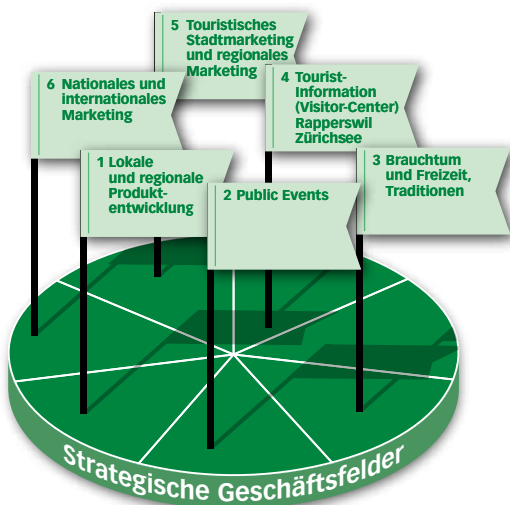 5 Touristisches
Stadtmarketing
und regionales
Marketing
6 Nationales und
internationales
Marketing
4 Tourist-
Information
(Visitor-Center)
Rapperswil
Zürichsee
1 Lokale
und regionale
Produkt-
entwicklung
2 Public Events
3 Brauchtum
und Freizeit,
Traditionen
Strategische Geschäftsfelder